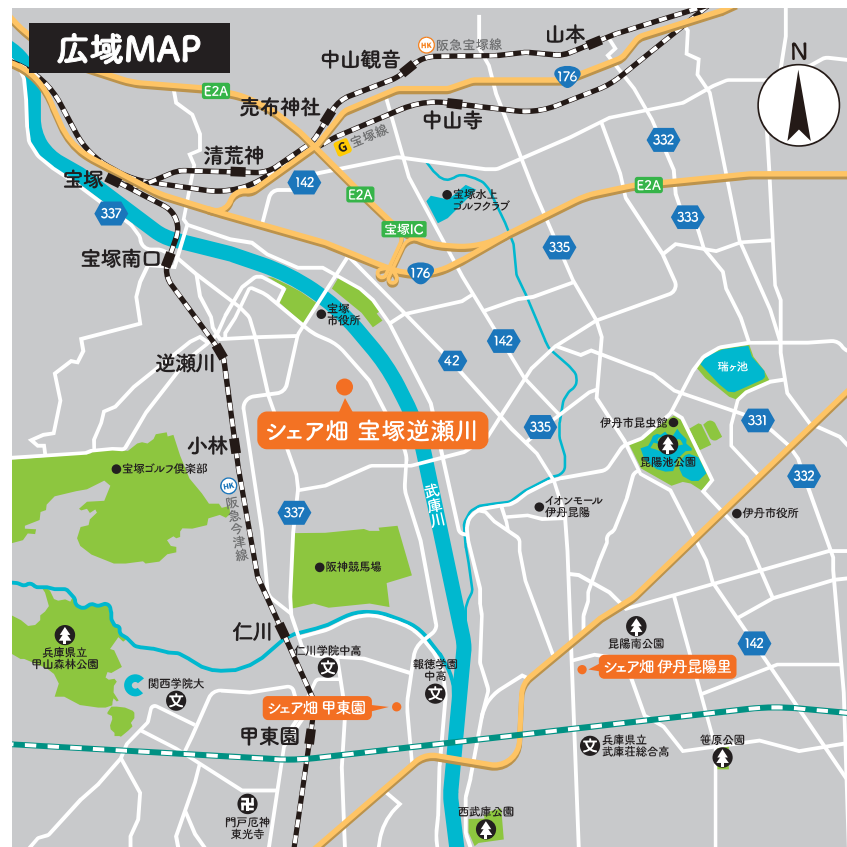 広域MAP
N
山本
HK 阪急宝塚線
中山観音
176
E2A
売布神社
中山寺
G 宝塚線
332
清荒神
142
宝塚
E2A
E2A
337
宝塚水上
ゴルフクラブ
333
宝塚IC
335
宝塚南口
176
宝塚
市役所
142
42
逆瀬川
瑞ヶ池
シェア畑 宝塚逆瀬川
335
伊丹市昆虫館
331
小林
昆陽池公園
宝塚ゴルフ倶楽部
332
HK
阪急今津線
武庫川
337
イオンモール
伊丹昆陽
伊丹市役所
阪神競馬場
仁川
昆陽南公園
142
兵庫県立
甲山森林公園
仁川学院中高
文
報徳学園
中高
文
シェア畑 伊丹昆陽里
関西学院大
文
シェア畑 甲東園
甲東園
文
兵庫県立
武庫荘総合高
笹原公園
卍
門戸厄神
東光寺
西武庫公園